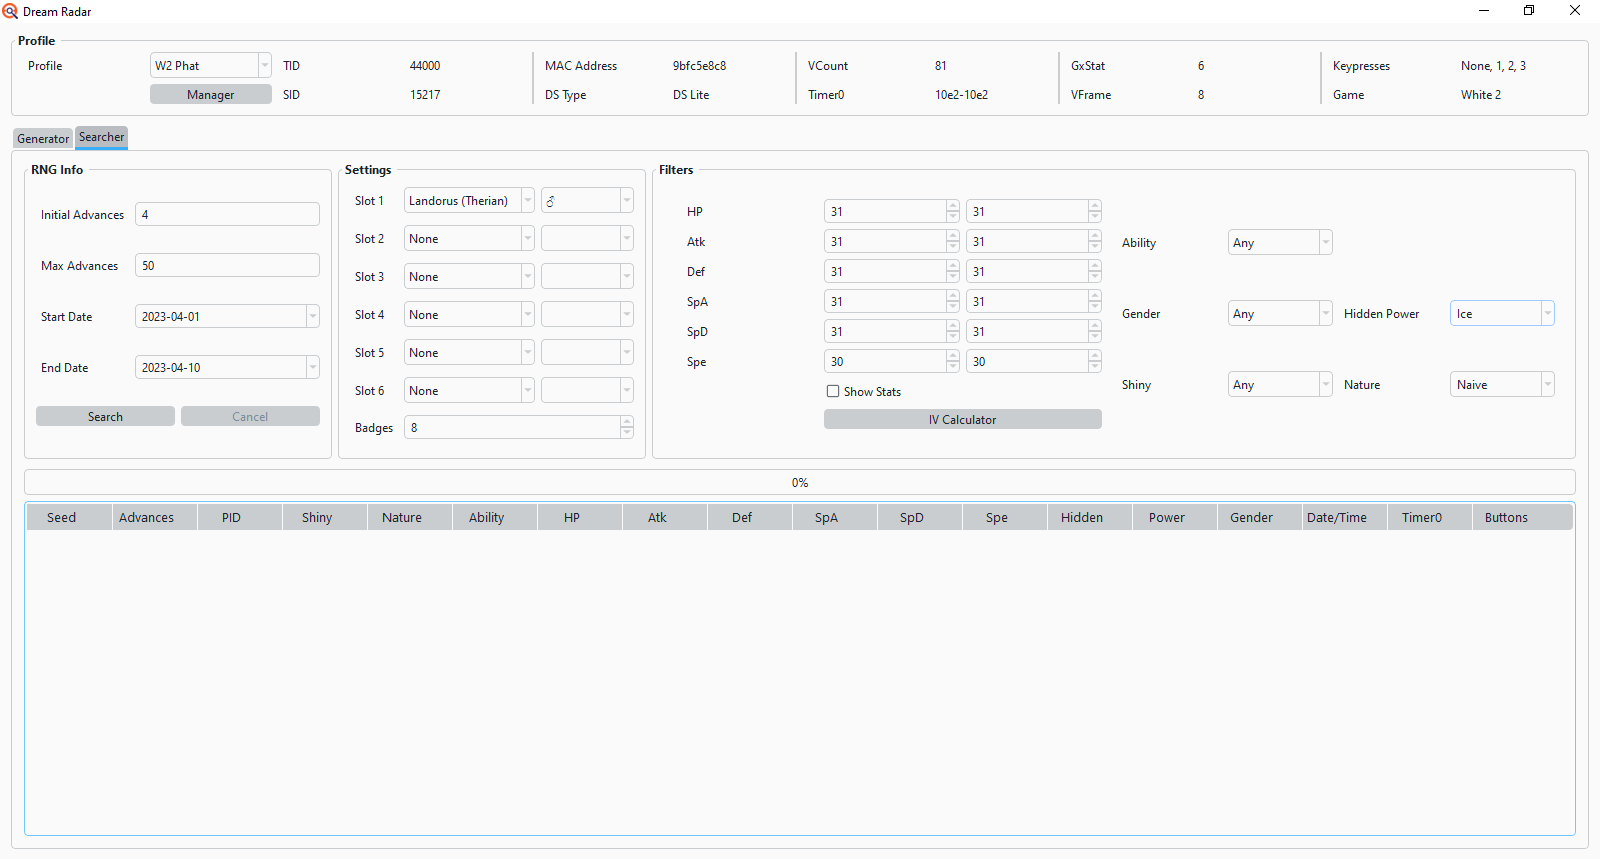 Dream Radar
Profile
Profile W2 Phat TID 44000 MAC Address 9bfc5e8c8 VCount 81 GxStat 6 Keypresses None, 1, 2, 3
Manager SID 15217 DS Type DS Lite Timer0 10e2-10e2 VFrame 8 Game White 2
Generator Searcher
RNG Info
Initial Advances 4
Max Advances 50
Start Date 2023-04-01
End Date 2023-04-10
Search Cancel
Settings
Slot 1 Landorus (Therian) ♂
Slot 2 None
Slot 3 None
Slot 4 None
Slot 5 None
Slot 6 None
Badges 8
Filters
HP 31 31
Atk 31 31
Def 31 31
SpA 31 31
SpD 31 31
Spe 30 30
Show Stats
IV Calculator
Ability Any
Gender Any Hidden Power Ice
Shiny Any Nature Naive
0%
Seed Advances PID Shiny Nature Ability HP Atk Def SpA SpD Spe Hidden Power Gender Date/Time Timer0 Buttons